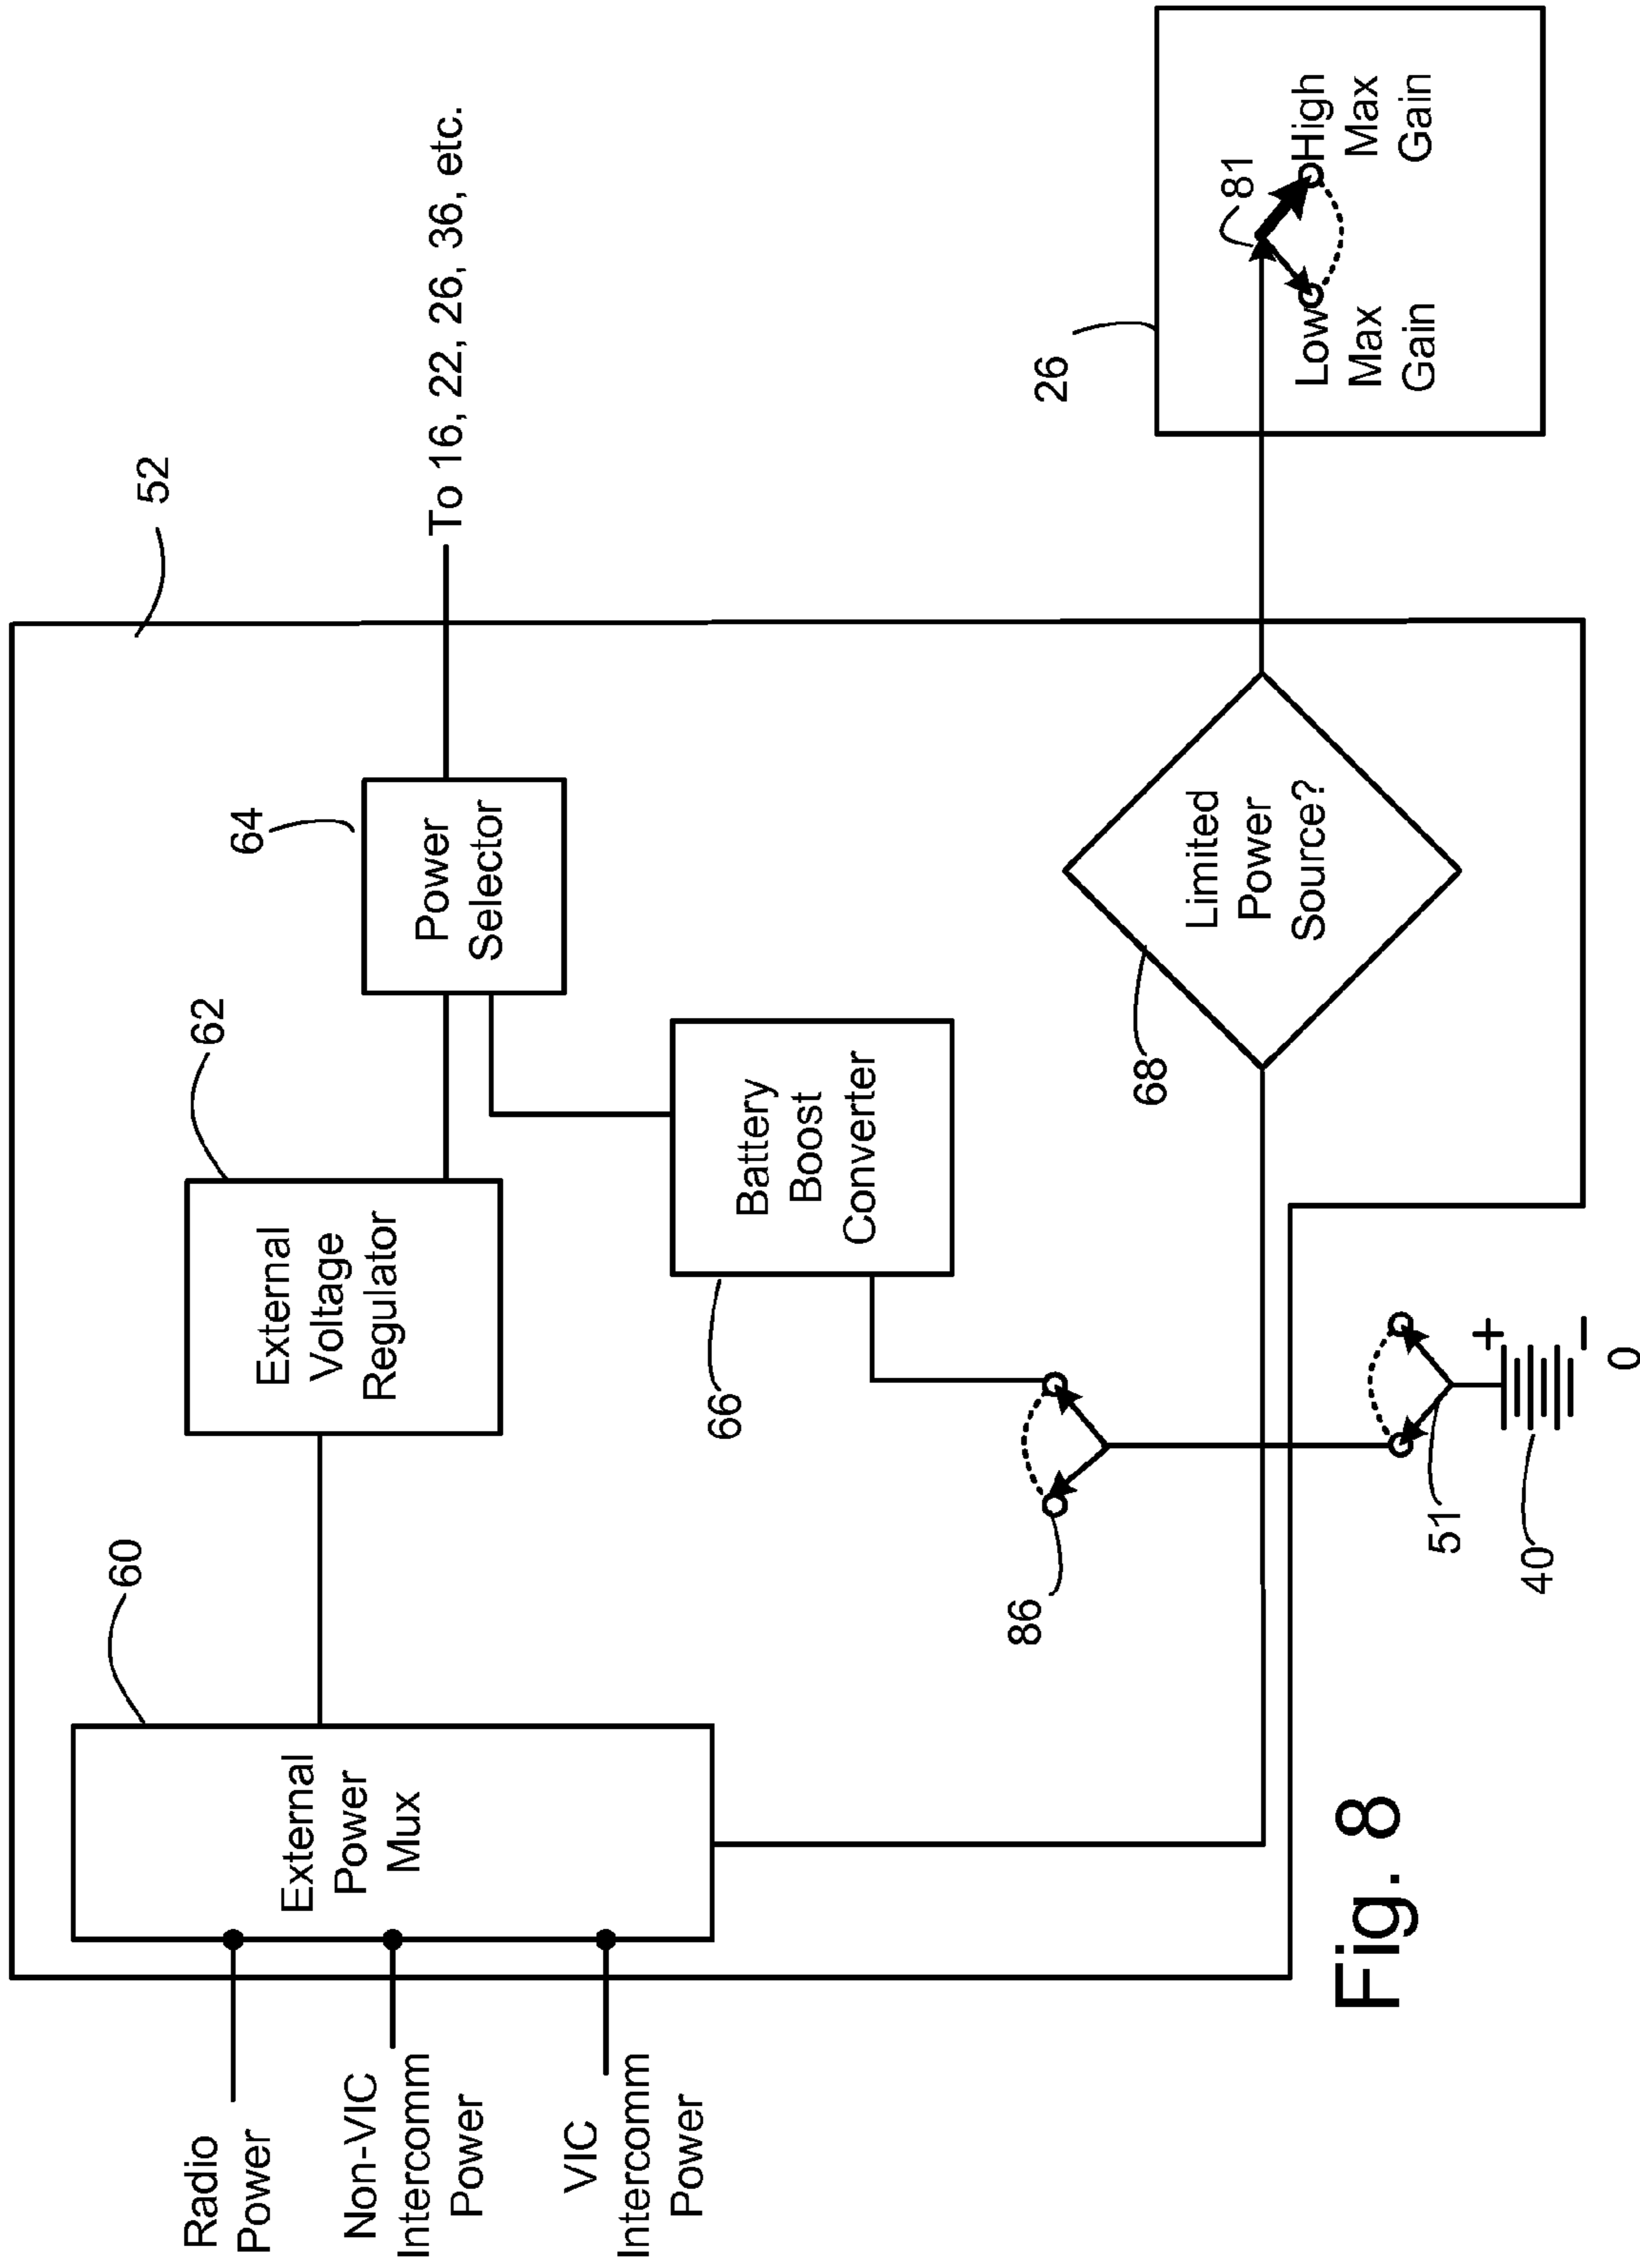 52
60
External
Power
Mux
Radio
Power
Non-VIC
Intercomm
Power
VIC
Intercomm
Power
62
External
Voltage
Regulator
64
Power
Selector
To 16, 22, 26, 36, etc.
66
Battery
Boost
Converter
86
68
Limited
Power
Source?
26
81
Low
Max
Gain
High
Max
Gain
51
40
+
–
0
Fig. 8